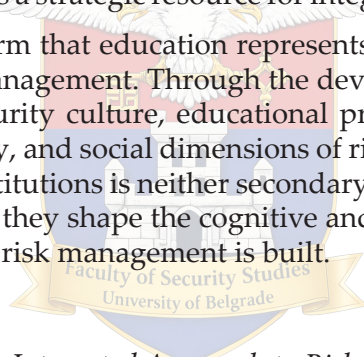 s a strategic resource for integ
rm that education represents
nagement. Through the dev
urity culture, educational pr
y, and social dimensions of ri
titutions is neither secondary
they shape the cognitive and
risk management is built.
Faculty of Security Studies
University of Belgrade
Integrated Approach to Risk